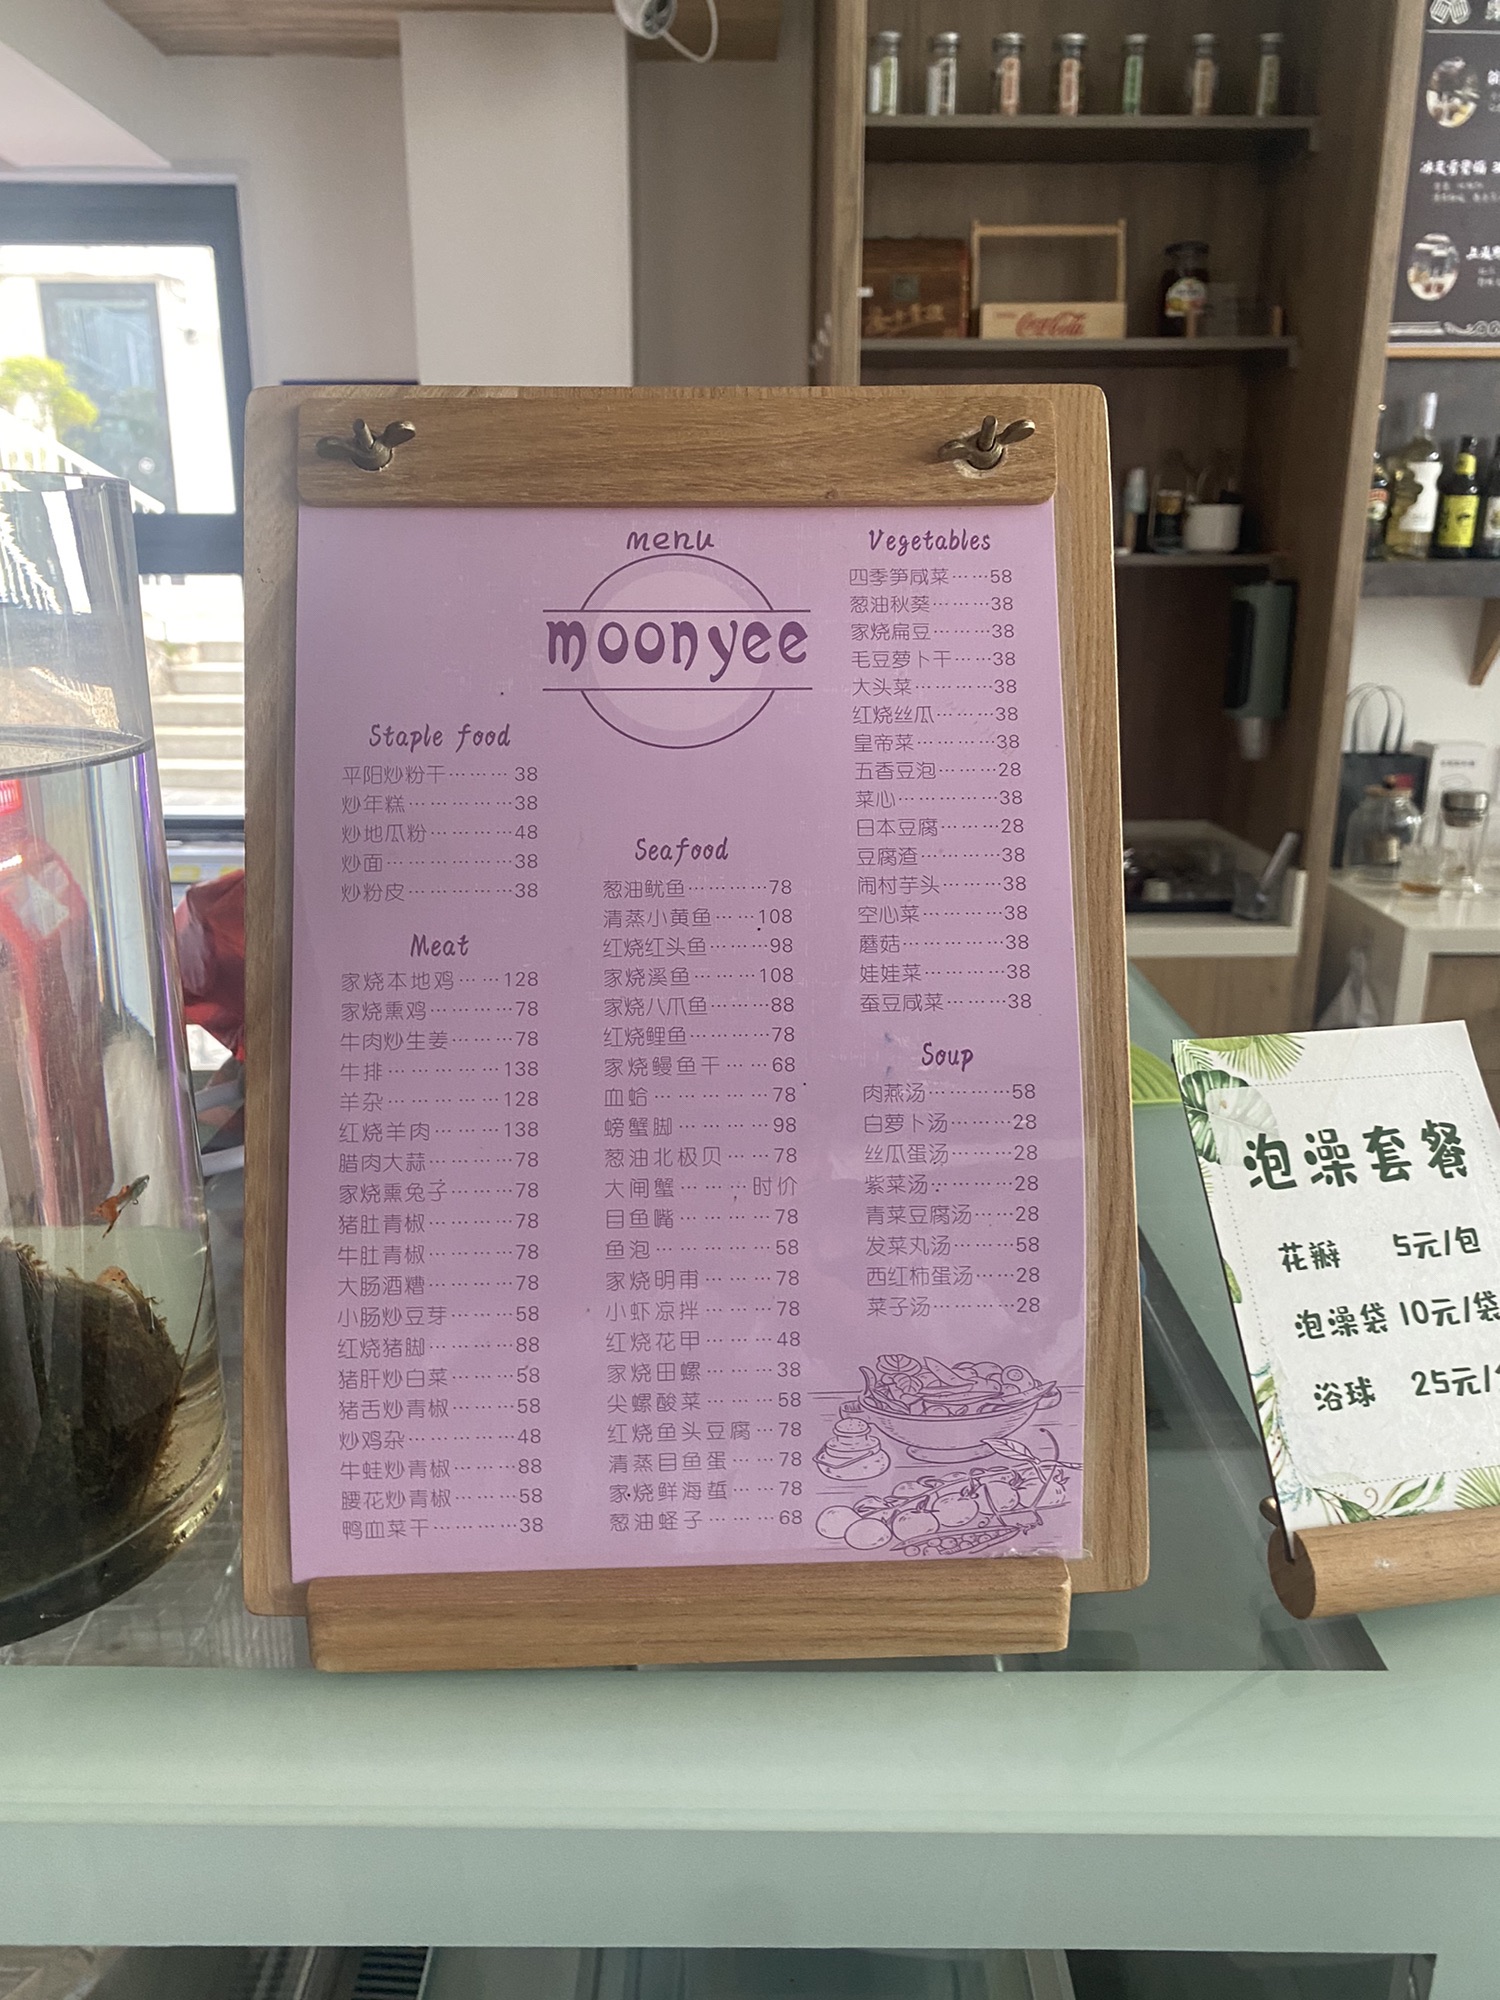 menu
moonyee
Staple food
平阳炒粉干………38
炒年糕…………38
炒地瓜粉………48
炒面……………38
炒粉皮…………38
Meat
家烧本地鸡……128
家烧熏鸡………78
牛肉炒生姜……78
牛排……………138
羊杂……………128
红烧羊肉………138
腊肉大蒜………78
家烧熏兔子……78
猪肚青椒………78
牛肚青椒………78
大肠酒糟………78
小肠炒豆芽……58
红烧猪脚………88
猪肝炒白菜……58
猪舌炒青椒……58
炒鸡杂…………48
牛蛙炒青椒……88
腰花炒青椒……58
鸭血菜干………38
Seafood
葱油鱿鱼…………78
清蒸小黄鱼……108
红烧红头鱼………98
家烧溪鱼………108
家烧八爪鱼………88
红烧鲤鱼…………78
家烧鳗鱼干……68
血蛤……………78
螃蟹脚…………98
葱油北极贝……78
大闸蟹………时价
目鱼嘴…………78
鱼泡……………58
家烧明甫………78
小虾凉拌………78
红烧花甲………48
家烧田螺………38
尖螺酸菜………58
红烧鱼头豆腐…78
清蒸目鱼蛋……78
家烧鲜海蜇……78
葱油蛏子………68
Vegetables
四季笋咸菜……58
葱油秋葵………38
家烧扁豆………38
毛豆萝卜干……38
大头菜…………38
红烧丝瓜………38
皇帝菜…………38
五香豆泡………28
菜心……………38
日本豆腐………28
豆腐渣…………38
闹村芋头………38
空心菜…………38
蘑菇……………38
娃娃菜…………38
蚕豆咸菜………38
Soup
肉燕汤…………58
白萝卜汤………28
丝瓜蛋汤………28
紫菜汤…………28
青菜豆腐汤……28
发菜丸汤………58
西红柿蛋汤……28
菜子汤…………28
泡澡套餐
花瓣 5元/包
泡澡袋 10元/袋
浴球 25元/
Coca-Cola